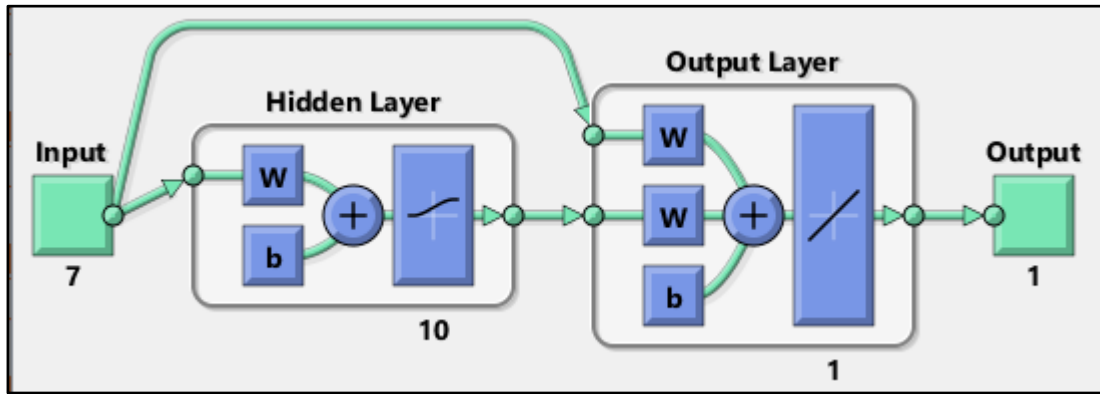 Input
7
Hidden Layer
W
b
+
10
Output Layer
W
W
b
+
1
Output
1